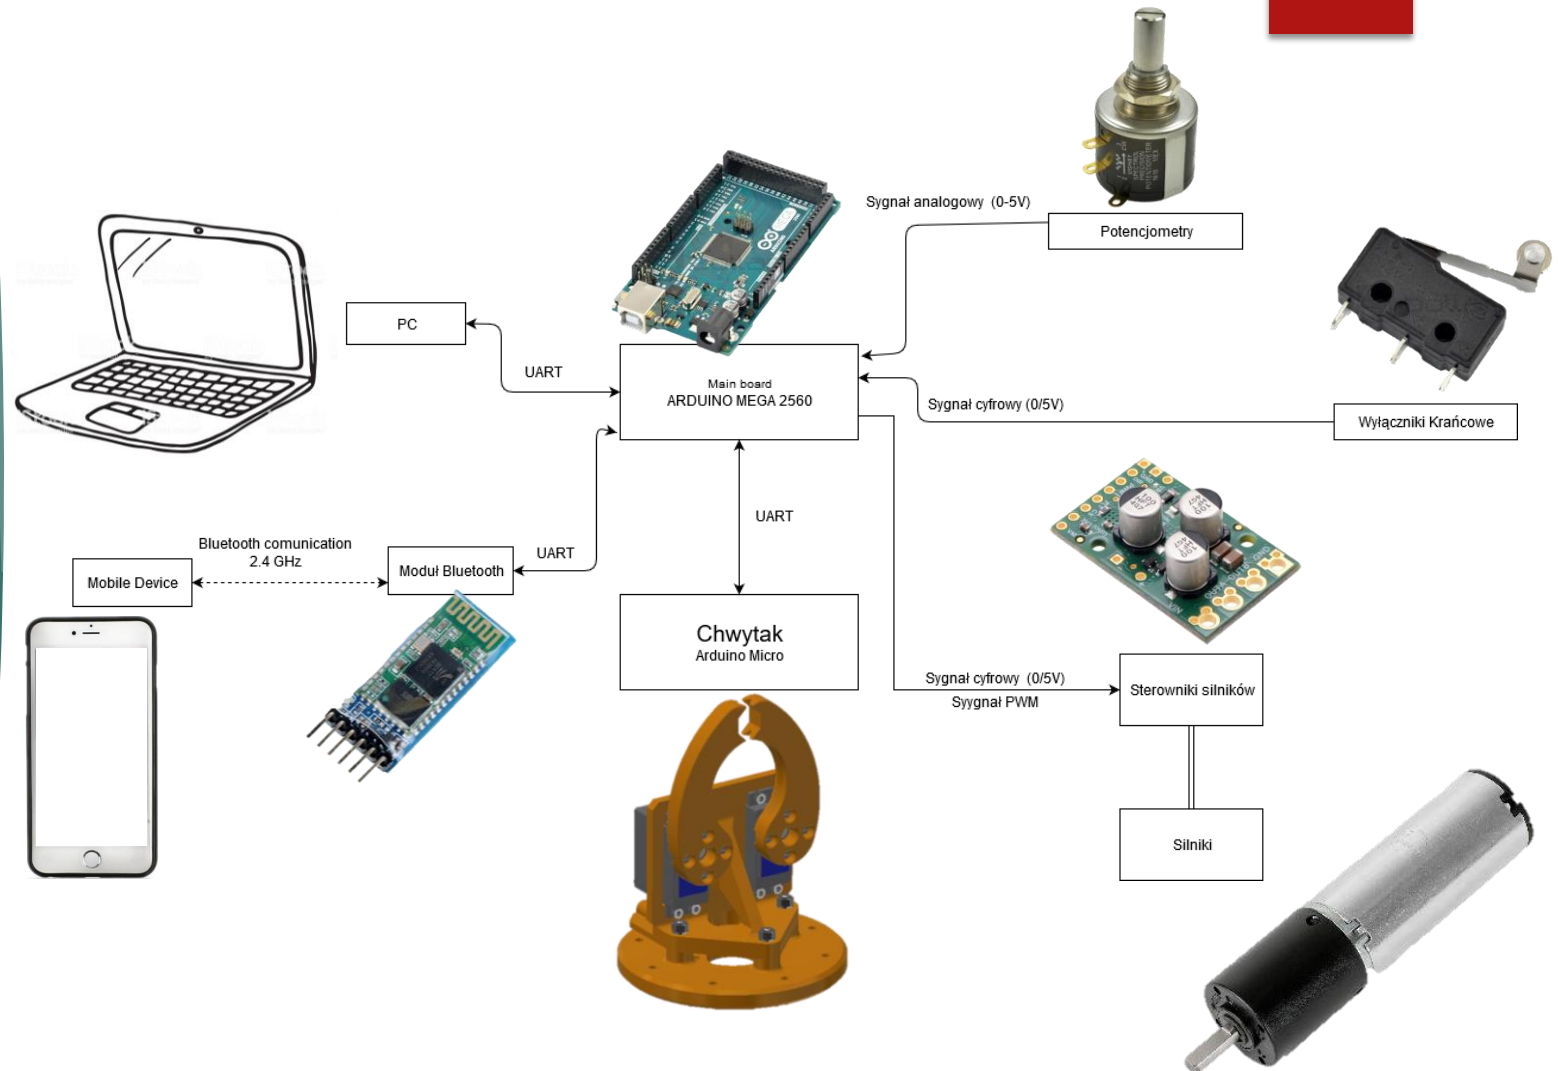 Sygnał analogowy (0-5V)
Potencjometry
PC
UART
Main board
ARDUINO MEGA 2560
Sygnał cyfrowy (0/5V)
Wyłączniki Krańcowe
UART
Bluetooth comunication
2.4 GHz
UART
Mobile Device
Moduł Bluetooth
Chwytak
Arduino Micro
Sygnał cyfrowy (0/5V)
Syygnał PWM
Sterowniki silników
Silniki